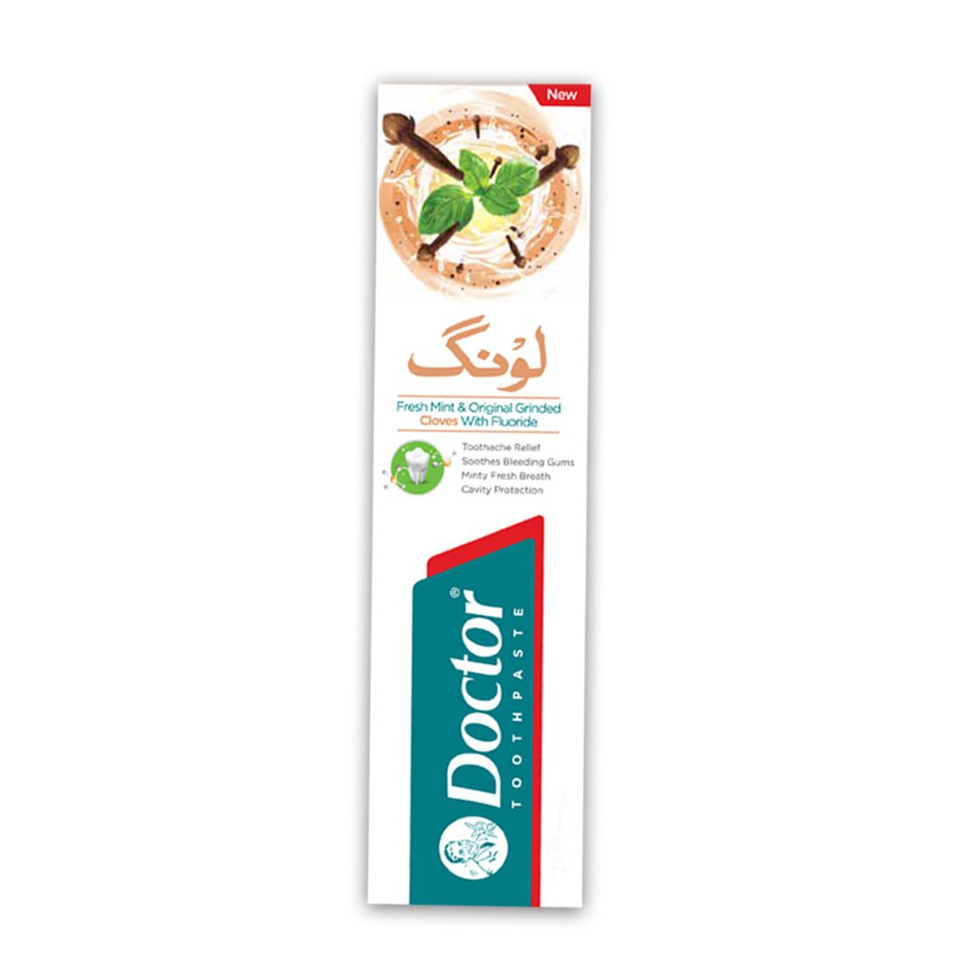 New
لونگ
Fresh Mint & Original Grinded
Cloves With Fluoride
Toothache Relief
Soothes Bleeding Gums
Minty Fresh Breath
Cavity Protection
Doctor®
TOOTHPASTE